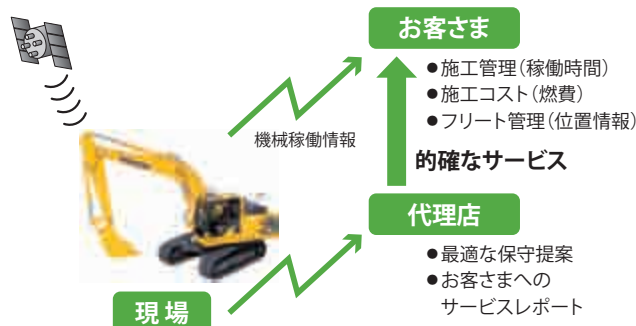 お客さま
●施工管理(稼働時間)
●施工コスト(燃費)
●フリート管理(位置情報)
機械稼働情報
的確なサービス
代理店
●最適な保守提案
●お客さまへの
サービスレポート
現場